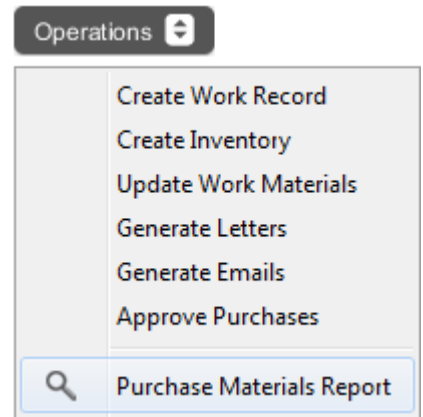 Operations
Create Work Record
Create Inventory
Update Work Materials
Generate Letters
Generate Emails
Approve Purchases
Purchase Materials Report